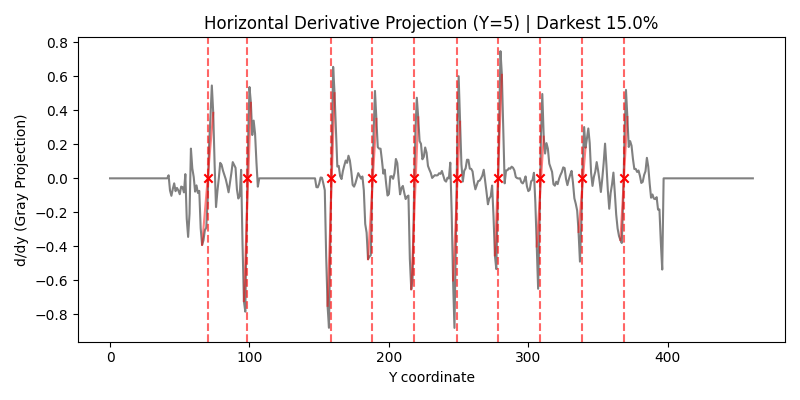 Horizontal Derivative Projection (Y=5) | Darkest 15.0%
d/dy (Gray Projection)
0.8
0.6
0.4
0.2
0.0
−0.2
−0.4
−0.6
−0.8
0 100 200 300 400
Y coordinate